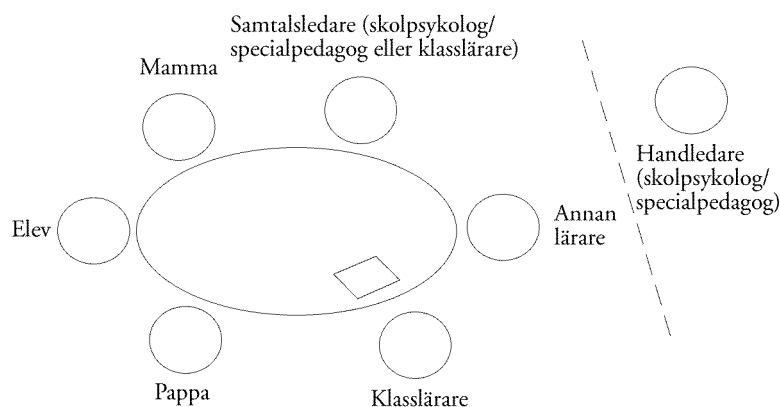 Samtalsledare (skolpsykolog/
specialpedagog eller klasslärare)
Mamma
Handledare
(skolpsykolog/
specialpedagog)
Elev
Annan
lärare
Pappa
Klasslärare